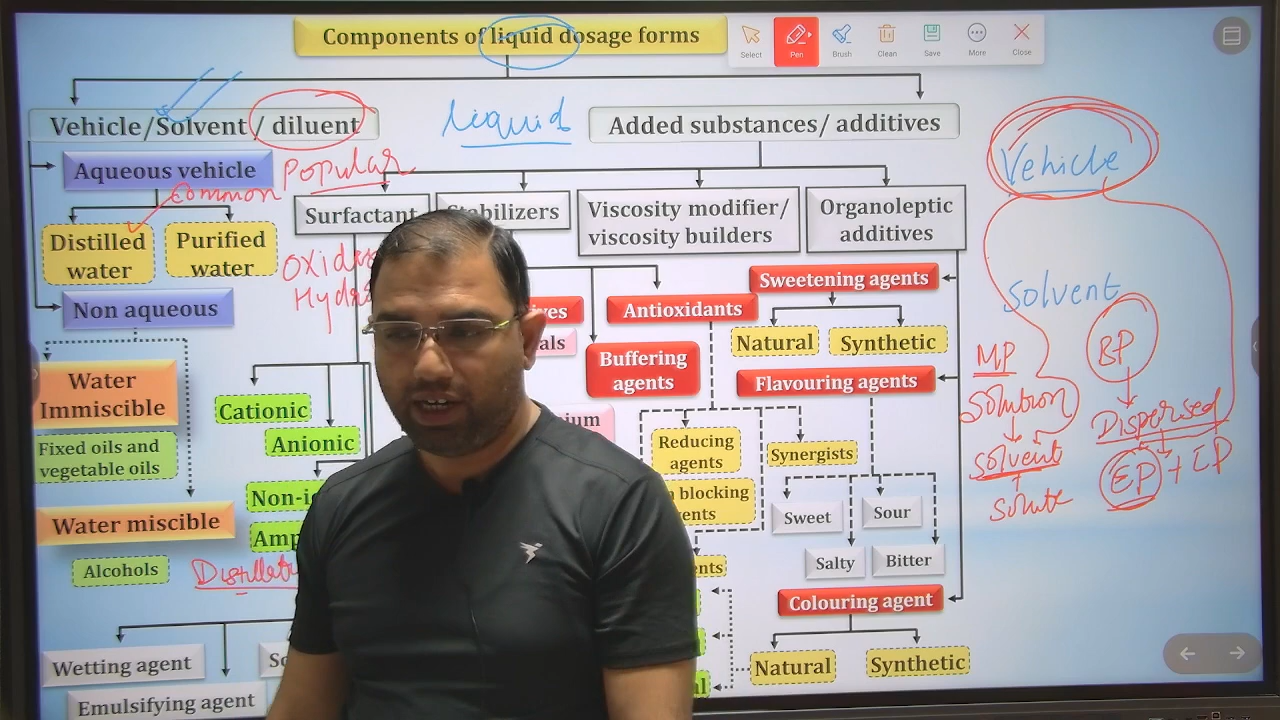 Components of liquid dosage forms
Select
Pen
Brush
Clean
Save
More
Close
Vehicle/Solvent / diluent
Liquid
Added substances/ additives
Vehicle
Aqueous vehicle
Popular
Common
Distilled
water
Purified
water
Surfactant
Stabilizers
Viscosity modifier/
viscosity builders
Organoleptic
additives
Non aqueous
Antioxidants
Sweetening agents
Natural
Synthetic
Solvent
Water
Immiscible
Buffering
agents
Flavouring agents
MP
BP
Solution
Dispersed
Cationic
Anionic
Fixed oils and
vegetable oils
Reducing
agents
Synergists
blocking
Solvent
EP + IP
Solute
Water miscible
Sweet
Sour
Alcohols
Salty
Bitter
Colouring agent
Natural
Synthetic
Wetting agent
Emulsifying agent